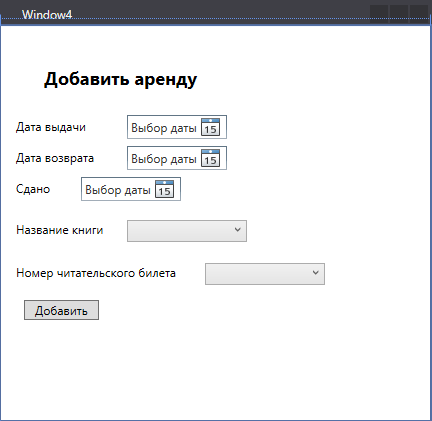 Window4
Добавить аренду
Дата выдачи Выбор даты 15
Дата возврата Выбор даты 15
Сдано Выбор даты 15
Название книги
Номер читательского билета
Добавить